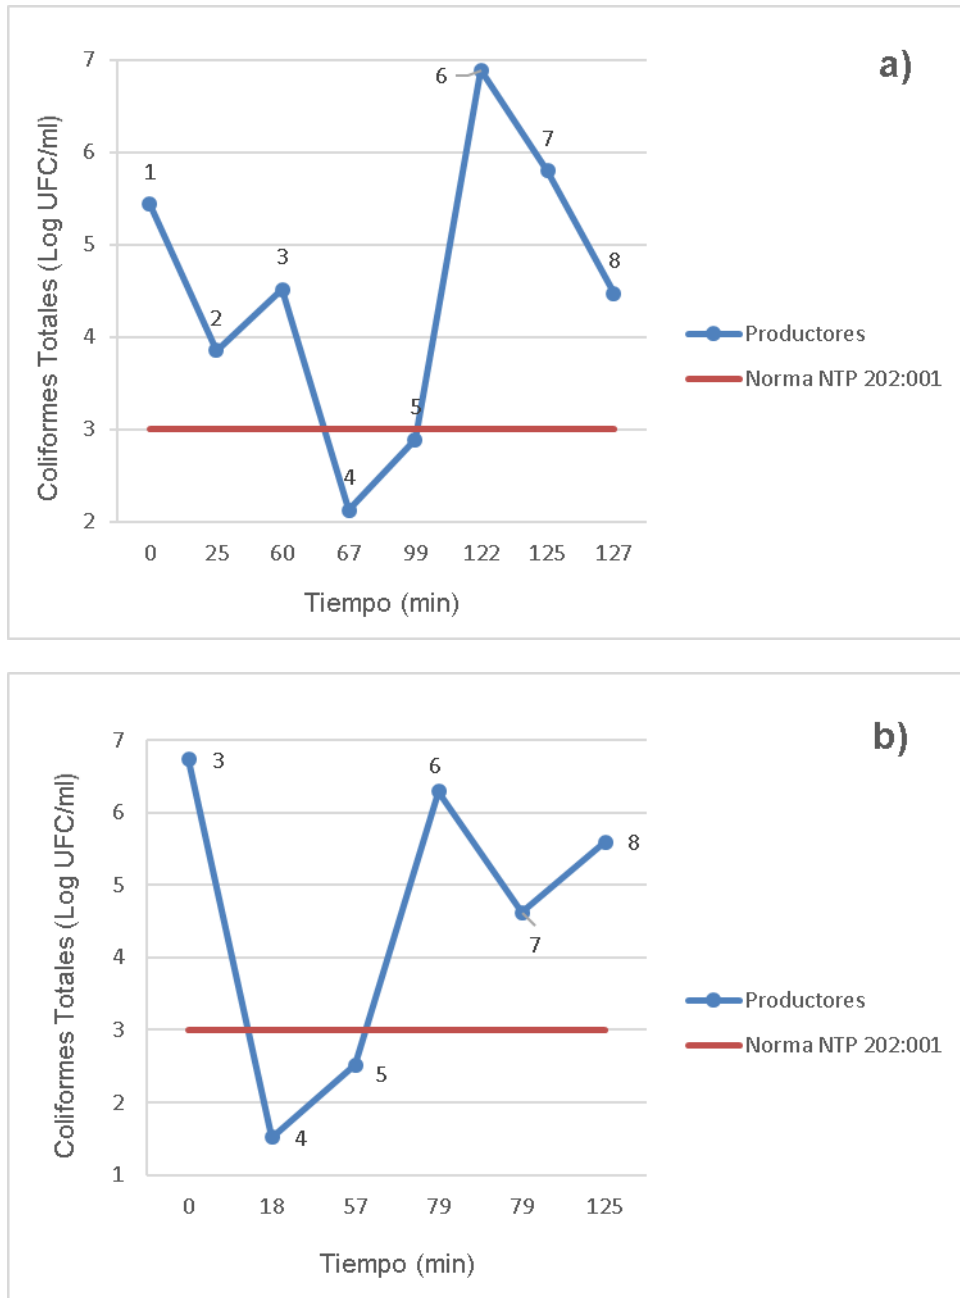 a)
Coliformes Totales (Log UFC/ml)
7
6
5
4
3
2
1
2
3
4
5
6
7
8
0 25 60 67 99 122 125 127
Tiempo (min)
Productores
Norma NTP 202:001
b)
Coliformes Totales (Log UFC/ml)
7
6
5
4
3
2
1
3
4
5
6
7
8
0 18 57 79 79 125
Tiempo (min)
Productores
Norma NTP 202:001